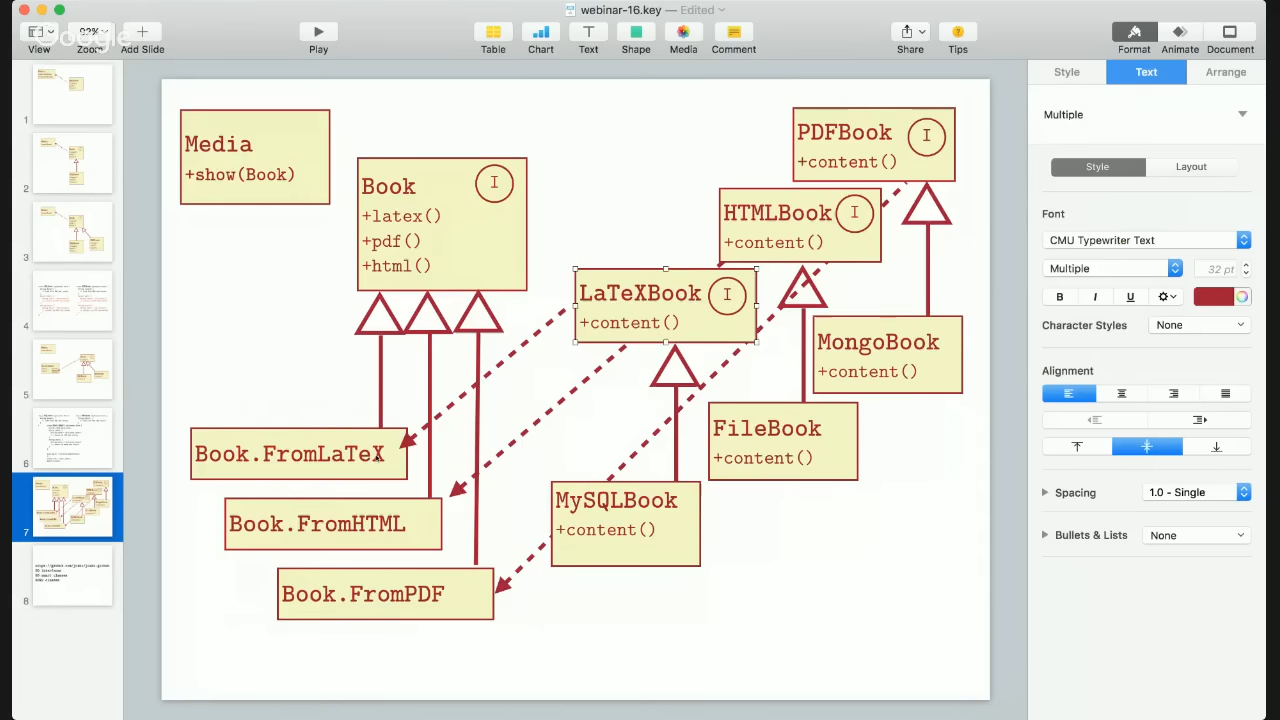 webinar-16.key — Edited
Google
View
Zoom
Add Slide
Play
Table
Chart
Text
Shape
Media
Comment
Share
Tips
Format
Animate
Document
Style
Text
Arrange
Multiple
Style
Layout
Font
CMU Typewriter Text
Multiple
32 pt
B
I
U
Character Styles
None
Alignment
Spacing
1.0 - Single
Bullets & Lists
None
1
2
3
4
5
6
7
8
Media
+show(Book)
Book
I
+latex()
+pdf()
+html()
PDFBook
I
+content()
HTMLBook
I
+content()
LaTeXBook
I
+content()
MongoBook
+content()
FileBook
+content()
MySQLBook
+content()
Book.FromLaTeX
Book.FromHTML
Book.FromPDF